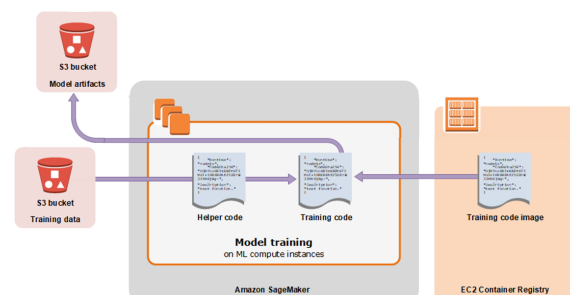 S3 bucket
Model artifacts
S3 bucket
Training data
Helper code
Training code
Training code image
Model training
on ML compute instances
Amazon SageMaker
EC2 Container Registry